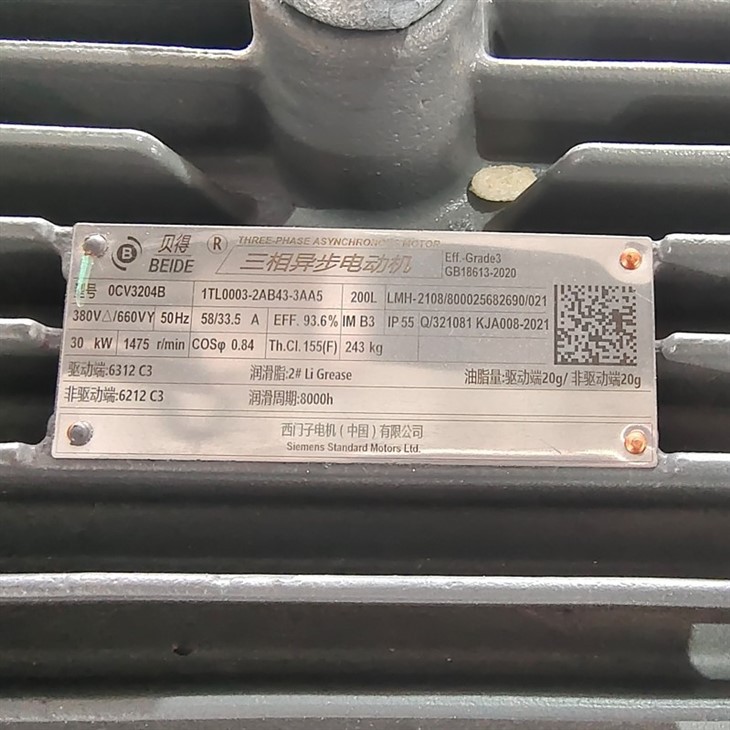 B 贝得 BEIDE ® THREE-PHASE ASYNCHRONOUS MOTOR 三相异步电动机 Eff.-Grade3 GB18613-2020
型号 0CV3204B 1TL0003-2AB43-3AA5 200L LMH-2108/800025682690/021
380V△/660VY 50Hz 58/33.5 A EFF. 93.6% IM B3 IP 55 Q/321081 KJA008-2021
30 kW 1475 r/min COSφ 0.84 Th.Cl.155(F) 243 kg
驱动端:6312 C3 润滑脂:2# Li Grease 油脂量:驱动端20g/ 非驱动端20g
非驱动端:6212 C3 润滑周期:8000h
西门子电机(中国)有限公司
Siemens Standard Motors Ltd.